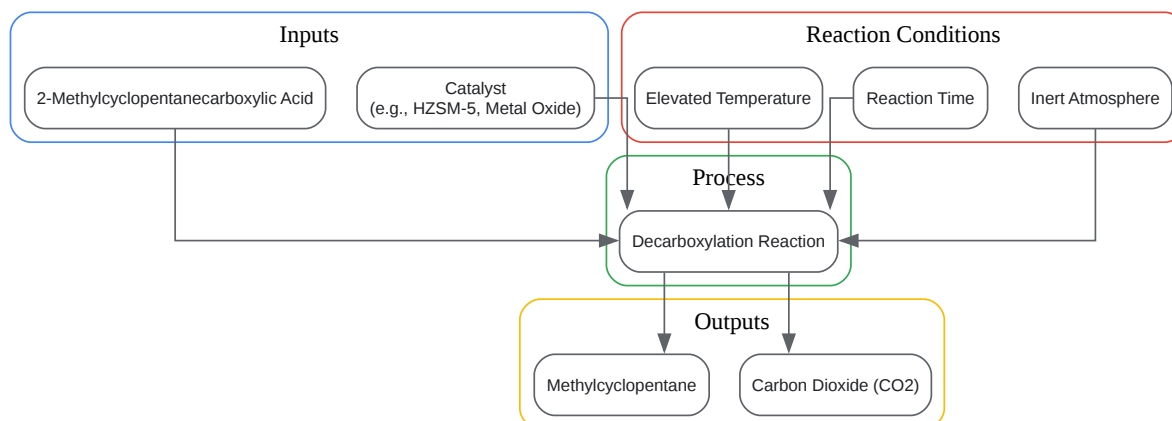 Inputs
Reaction Conditions
2-Methylcyclopentanecarboxylic Acid
Catalyst
(e.g., HZSM-5, Metal Oxide)
Elevated Temperature
Reaction Time
Inert Atmosphere
Process
Decarboxylation Reaction
Outputs
Methylcyclopentane
Carbon Dioxide (CO2)